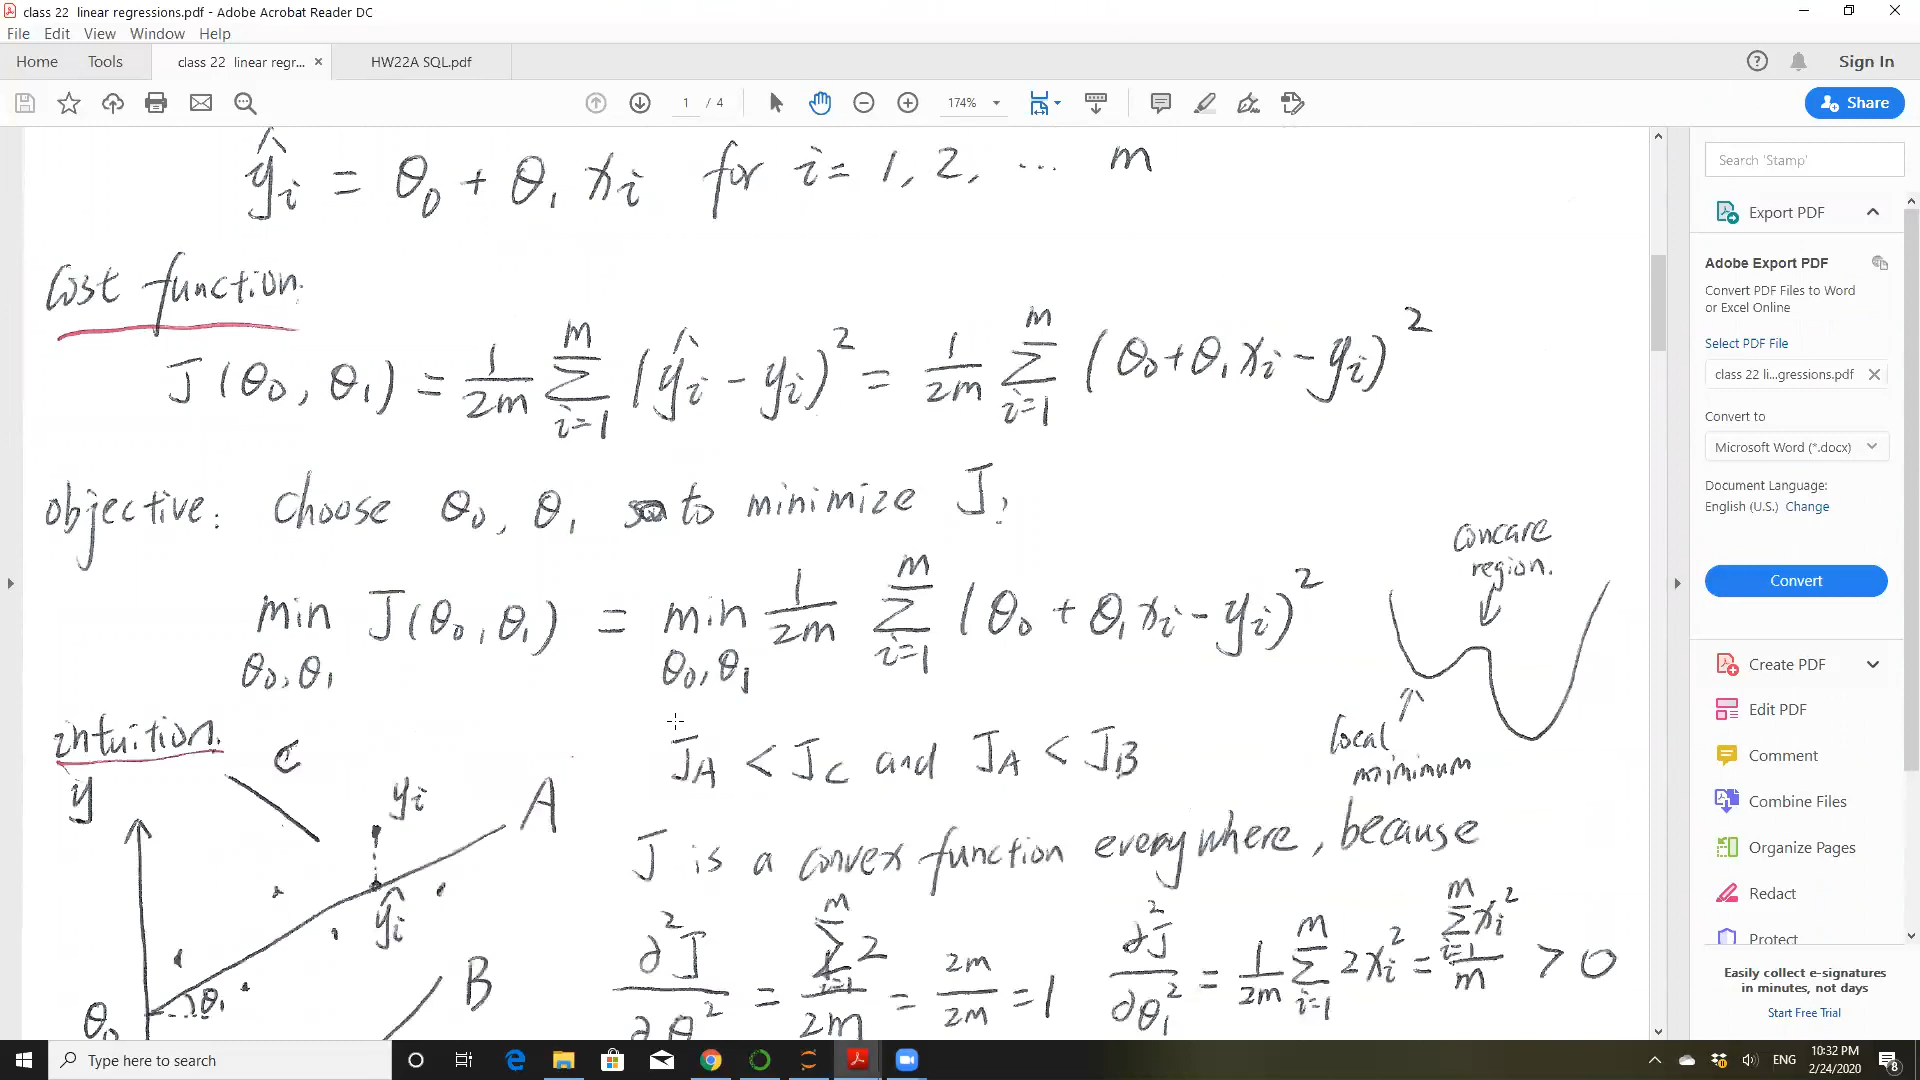 class 22 linear regressions.pdf - Adobe Acrobat Reader DC
File Edit View Window Help
Home Tools class 22 linear regr... × HW22A SQL.pdf Sign In
1 / 4 174% Share
ŷi = θ0 + θ1 xi for i = 1, 2, ... m
Cost function.
J(θ0, θ1) = 1/2m Σ_{i=1}^{m} (ŷi − yi)² = 1/2m Σ_{i=1}^{m} (θ0 + θ1 xi − yi)²
objective: Choose θ0, θ1 to minimize J.
min_{θ0, θ1} J(θ0, θ1) = min_{θ0, θ1} 1/2m Σ_{i=1}^{m} (θ0 + θ1 xi − yi)²
concave
region.
local
minimum
intuition.
y
C
yi
A
ŷi
B
θ0
θ1
J_A < J_C and J_A < J_B
J is a convex function everywhere, because
∂²J/∂θ² = Σ_{i=1}^{m} 2 / 2m = 2m/2m = 1 ∂²J/∂θ1² = 1/2m Σ_{i=1}^{m} 2xi² = Σ_{i=1}^{m} xi² / m > 0
Search 'Stamp'
Export PDF
Adobe Export PDF
Convert PDF Files to Word
or Excel Online
Select PDF File
class 22 li...gressions.pdf
Convert to
Microsoft Word (*.docx)
Document Language:
English (U.S.) Change
Convert
Create PDF
Edit PDF
Comment
Combine Files
Organize Pages
Redact
Protect
Easily collect e-signatures
in minutes, not days
Start Free Trial
Type here to search
ENG
10:32 PM
2/24/2020
8